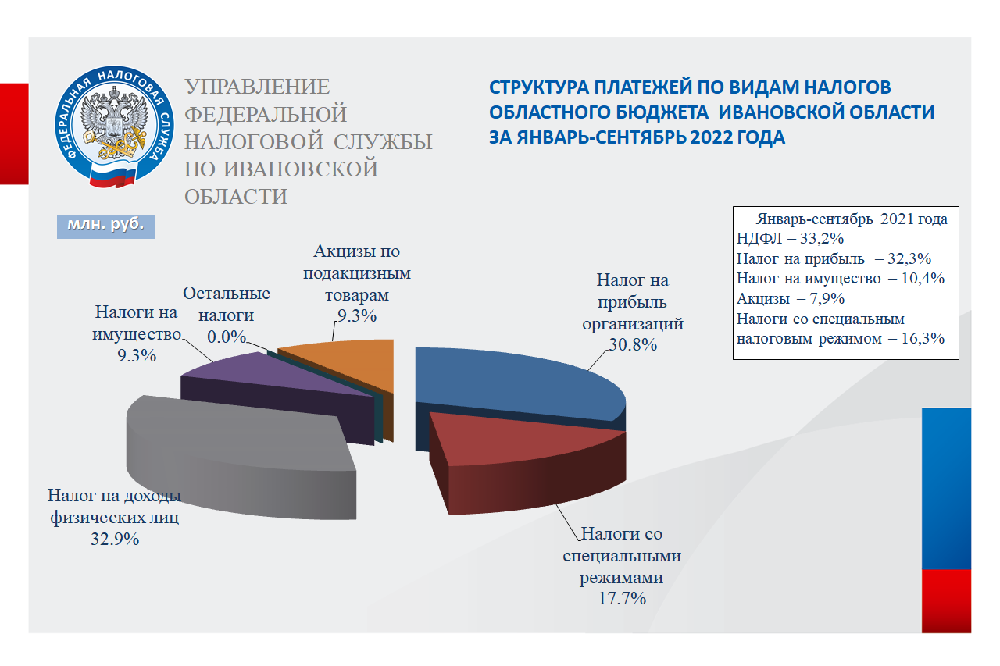 ФЕДЕРАЛЬНАЯ НАЛОГОВАЯ СЛУЖБА
УПРАВЛЕНИЕ
ФЕДЕРАЛЬНОЙ
НАЛОГОВОЙ СЛУЖБЫ
ПО ИВАНОВСКОЙ
ОБЛАСТИ
СТРУКТУРА ПЛАТЕЖЕЙ ПО ВИДАМ НАЛОГОВ
ОБЛАСТНОГО БЮДЖЕТА ИВАНОВСКОЙ ОБЛАСТИ
ЗА ЯНВАРЬ-СЕНТЯБРЬ 2022 ГОДА
млн. руб.
Январь-сентябрь 2021 года
НДФЛ – 33,2%
Налог на прибыль – 32,3%
Налог на имущество – 10,4%
Акцизы – 7,9%
Налоги со специальным
налоговым режимом – 16,3%
Акцизы по
подакцизным
товарам
9.3%
Остальные
налоги
0.0%
Налоги на
имущество
9.3%
Налог на
прибыль
организаций
30.8%
Налог на доходы
физических лиц
32.9%
Налоги со
специальными
режимами
17.7%